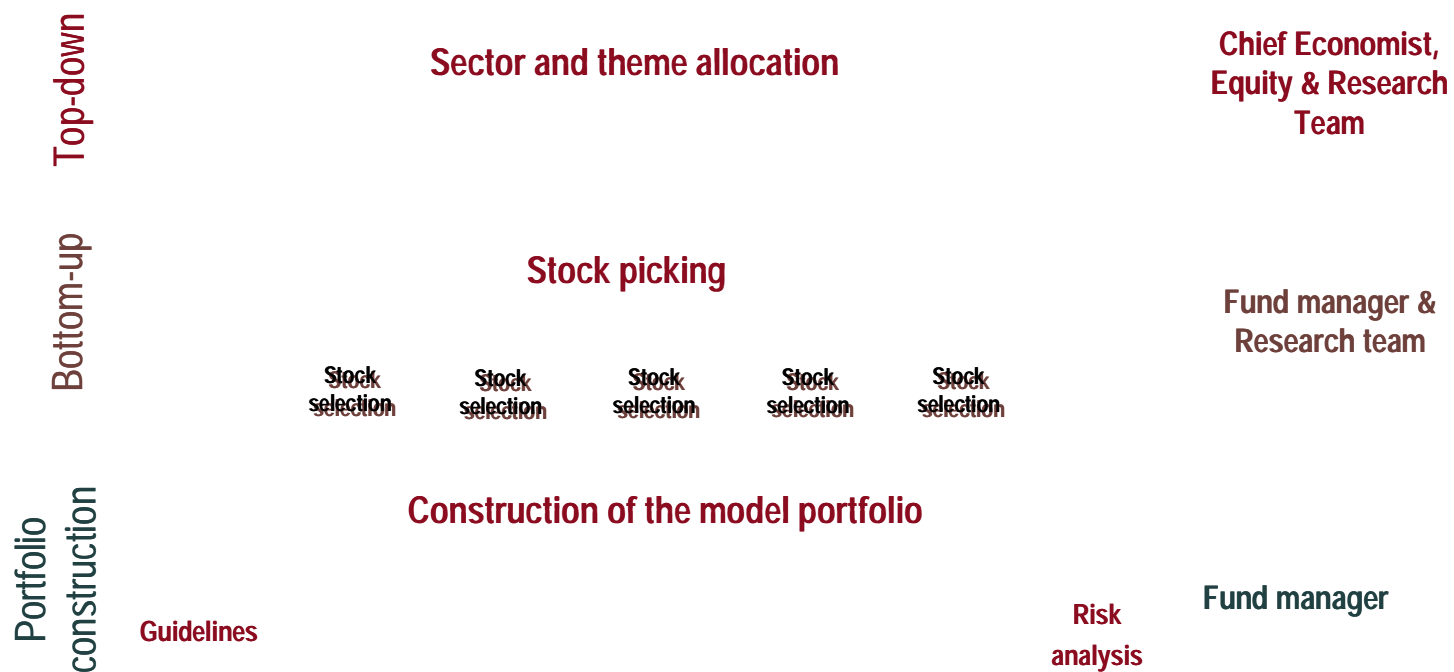 Top-down
Sector and theme allocation
Chief Economist,
Equity & Research
Team
Bottom-up
Stock picking
Fund manager &
Research team
Stock
selection
Stock
selection
Stock
selection
Stock
selection
Stock
selection
Portfolio
construction
Construction of the model portfolio
Guidelines
Risk
analysis
Fund manager